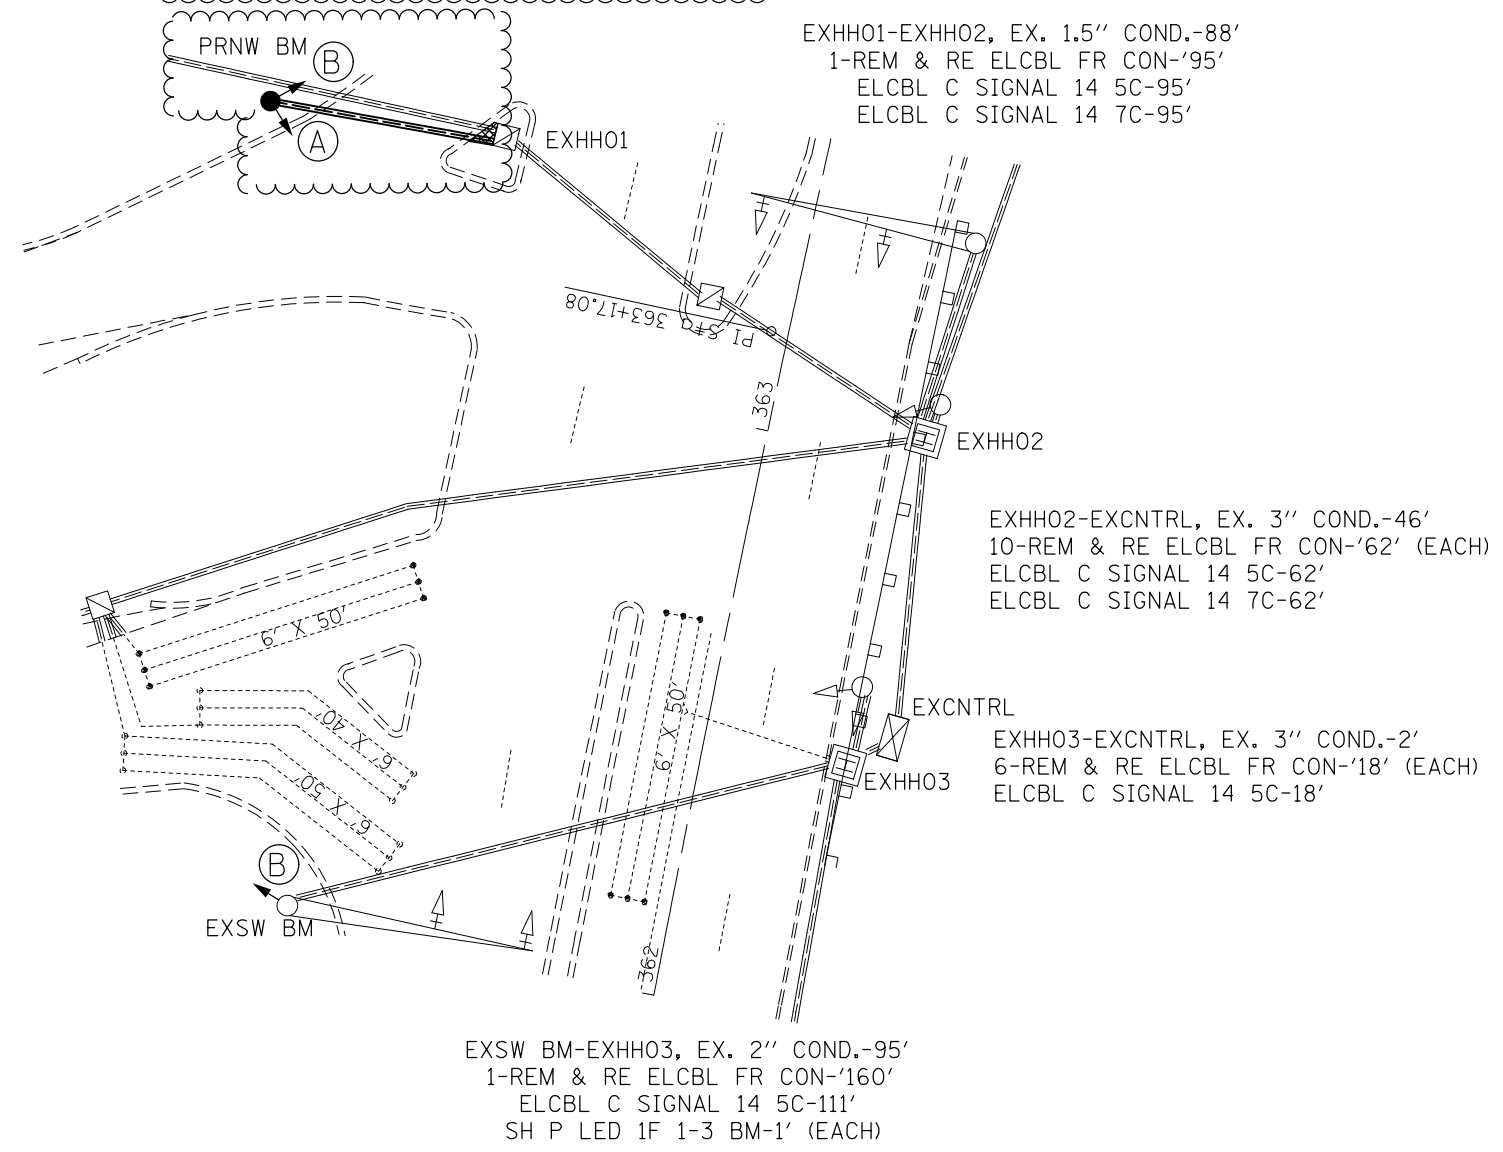 EXHH01-EXHH02, EX. 1.5'' COND.-88'
1-REM & RE ELCBL FR CON-'95'
ELCBL C SIGNAL 14 5C-95'
ELCBL C SIGNAL 14 7C-95'
PRNW BM
B
A
EXHH01
PI Sta 363+17.08
363
EXHH02
EXHH02-EXCNTRL, EX. 3'' COND.-46'
10-REM & RE ELCBL FR CON-'62' (EACH)
ELCBL C SIGNAL 14 5C-62'
ELCBL C SIGNAL 14 7C-62'
6' X 50'
6' X 40'
6' X 50'
6' X 50'
EXCNTRL
EXHH03-EXCNTRL, EX. 3'' COND.-2'
6-REM & RE ELCBL FR CON-'18' (EACH)
ELCBL C SIGNAL 14 5C-18'
EXHH03
B
EXSW BM
362
EXSW BM-EXHH03, EX. 2'' COND.-95'
1-REM & RE ELCBL FR CON-'160'
ELCBL C SIGNAL 14 5C-111'
SH P LED 1F 1-3 BM-1' (EACH)